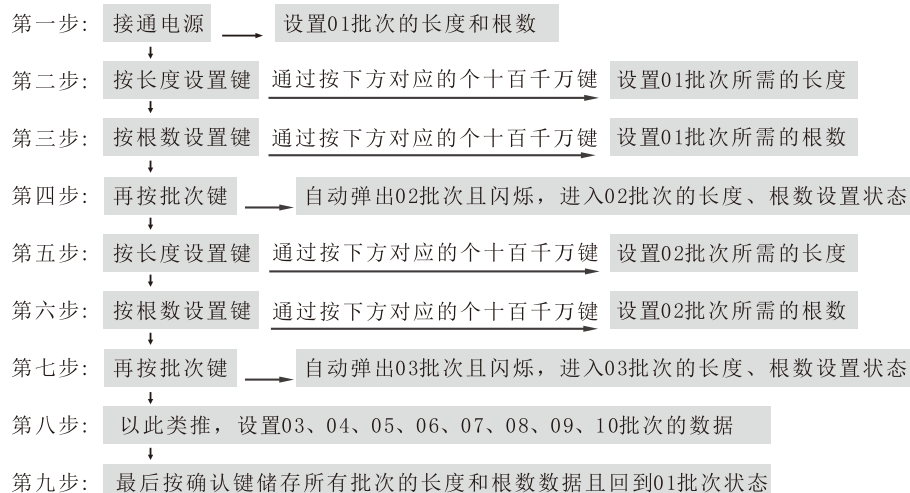 第一步: 接通电源 设置01批次的长度和根数
第二步: 按长度设置键 通过按下方对应的个十百千万键 设置01批次所需的长度
第三步: 按根数设置键 通过按下方对应的个十百千万键 设置01批次所需的根数
第四步: 再按批次键 自动弹出02批次且闪烁，进入02批次的长度、根数设置状态
第五步: 按长度设置键 通过按下方对应的个十百千万键 设置02批次所需的长度
第六步: 按根数设置键 通过按下方对应的个十百千万键 设置02批次所需的根数
第七步: 再按批次键 自动弹出03批次且闪烁，进入03批次的长度、根数设置状态
第八步: 以此类推，设置03、04、05、06、07、08、09、10批次的数据
第九步: 最后按确认键储存所有批次的长度和根数数据且回到01批次状态